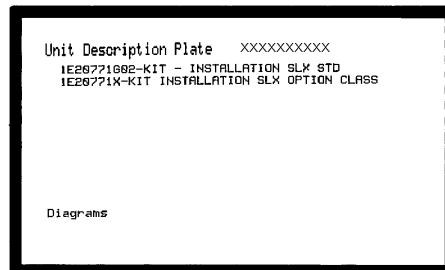 Unit Description Plate XXXXXXXXXX
1E20771G02-KIT - INSTALLATION SLX STD
1E20771X-KIT INSTALLATION SLX OPTION CLASS
Diagrams